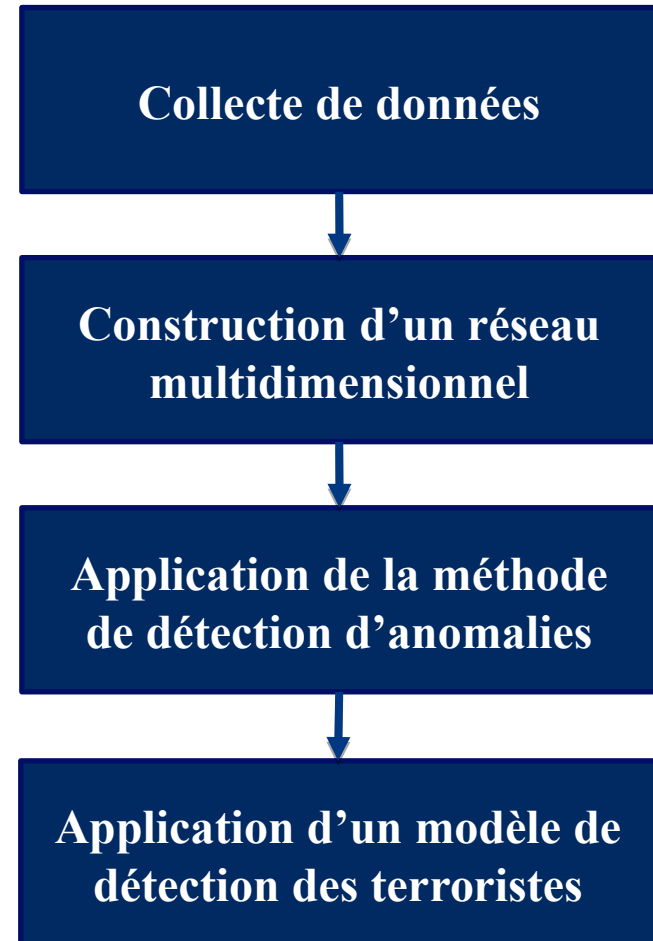 Collecte de données
Construction d’un réseau
multidimensionnel
Application de la méthode
de détection d’anomalies
Application d’un modèle de
détection des terroristes